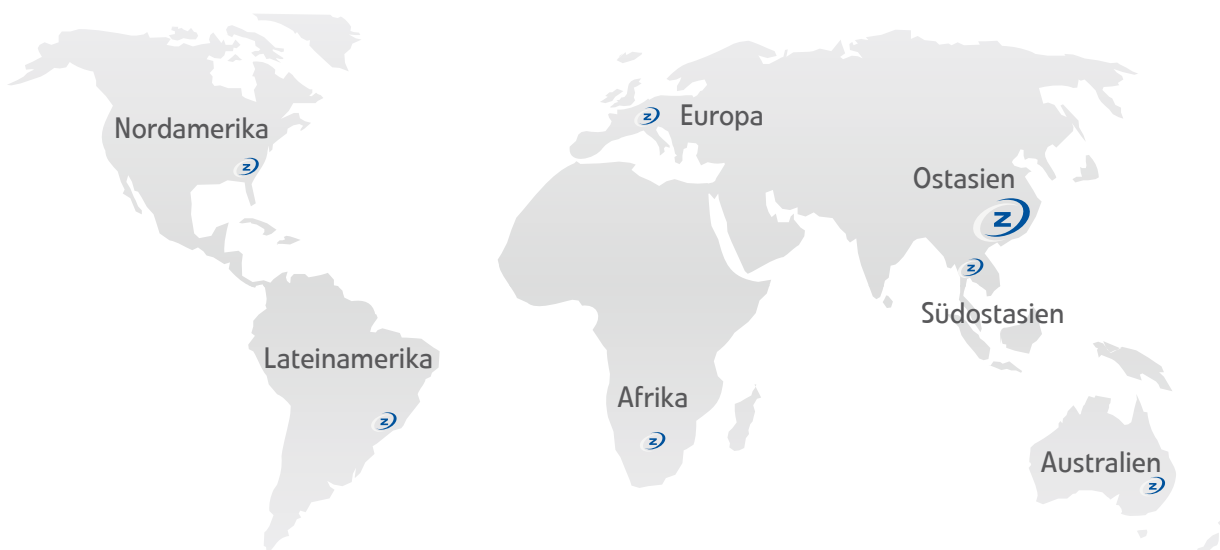 Nordamerika
Z
Europa
Z
Ostasien
Z
Z
Südostasien
Lateinamerika
Z
Afrika
Z
Australien
Z